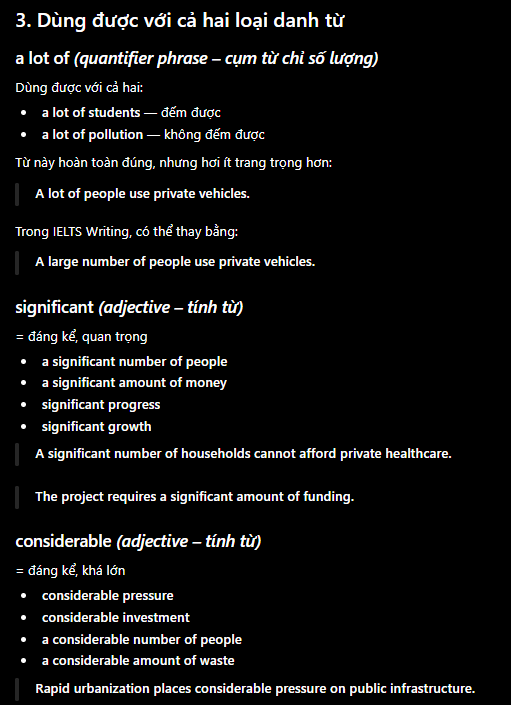 3. Dùng được với cả hai loại danh từ
a lot of (quantifier phrase – cụm từ chỉ số lượng)
Dùng được với cả hai:
• a lot of students — đếm được
• a lot of pollution — không đếm được
Từ này hoàn toàn đúng, nhưng hơi ít trang trọng hơn:
A lot of people use private vehicles.
Trong IELTS Writing, có thể thay bằng:
A large number of people use private vehicles.
significant (adjective – tính từ)
= đáng kể, quan trọng
• a significant number of people
• a significant amount of money
• significant progress
• significant growth
A significant number of households cannot afford private healthcare.
The project requires a significant amount of funding.
considerable (adjective – tính từ)
= đáng kể, khá lớn
• considerable pressure
• considerable investment
• a considerable number of people
• a considerable amount of waste
Rapid urbanization places considerable pressure on public infrastructure.